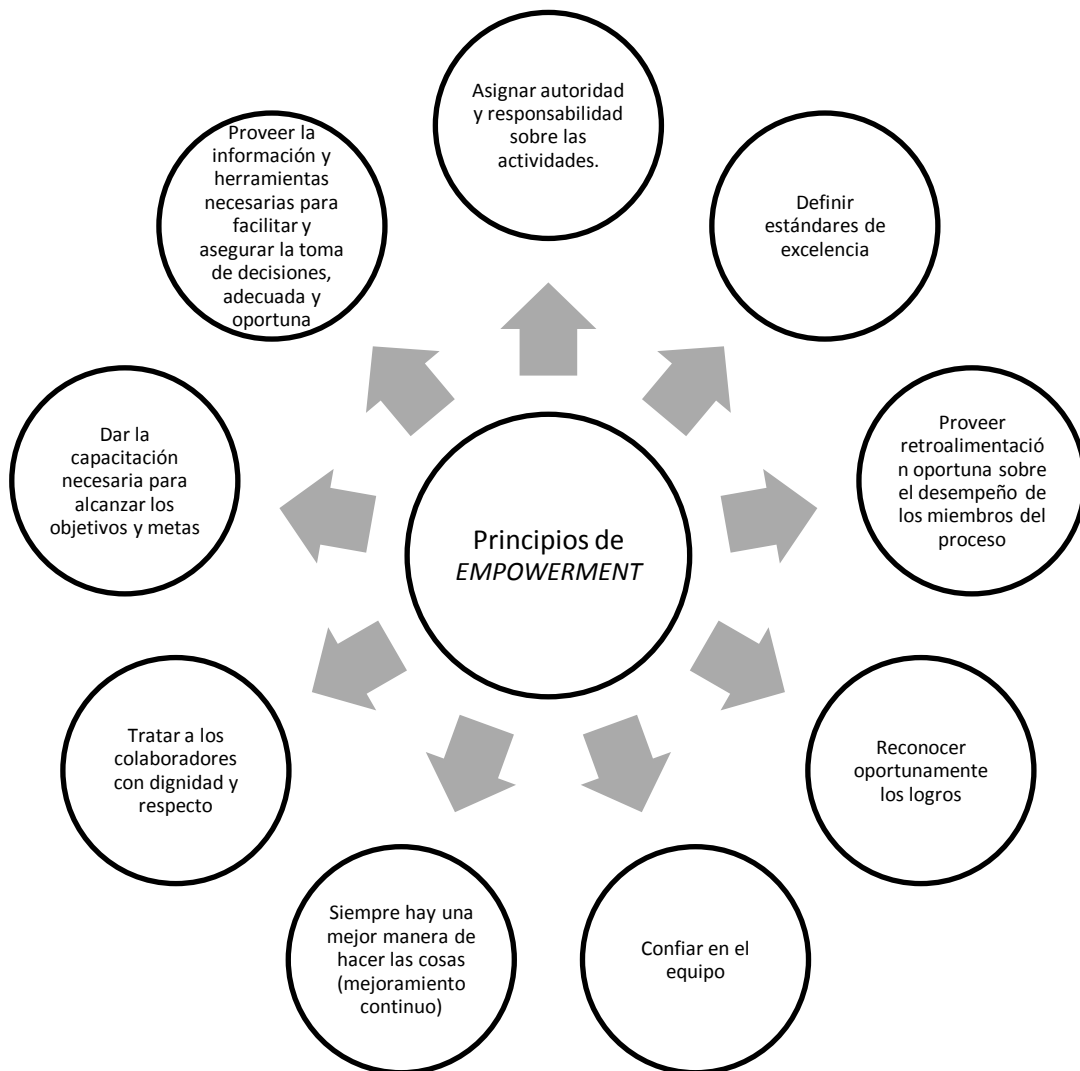 Asignar autoridad
y responsabilidad
sobre las
actividades.
Definir
estándares de
excelencia
Proveer
retroalimentació
n oportuna sobre
el desempeño de
los miembros del
proceso
Reconocer
oportunamente
los logros
Confiar en el
equipo
Siempre hay una
mejor manera de
hacer las cosas
(mejoramiento
continuo)
Tratar a los
colaboradores
con dignidad y
respecto
Dar la
capacitación
necesaria para
alcanzar los
objetivos y metas
Proveer la
información y
herramientas
necesarias para
facilitar y
asegurar la toma
de decisiones,
adecuada y
oportuna
Principios de
EMPOWERMENT